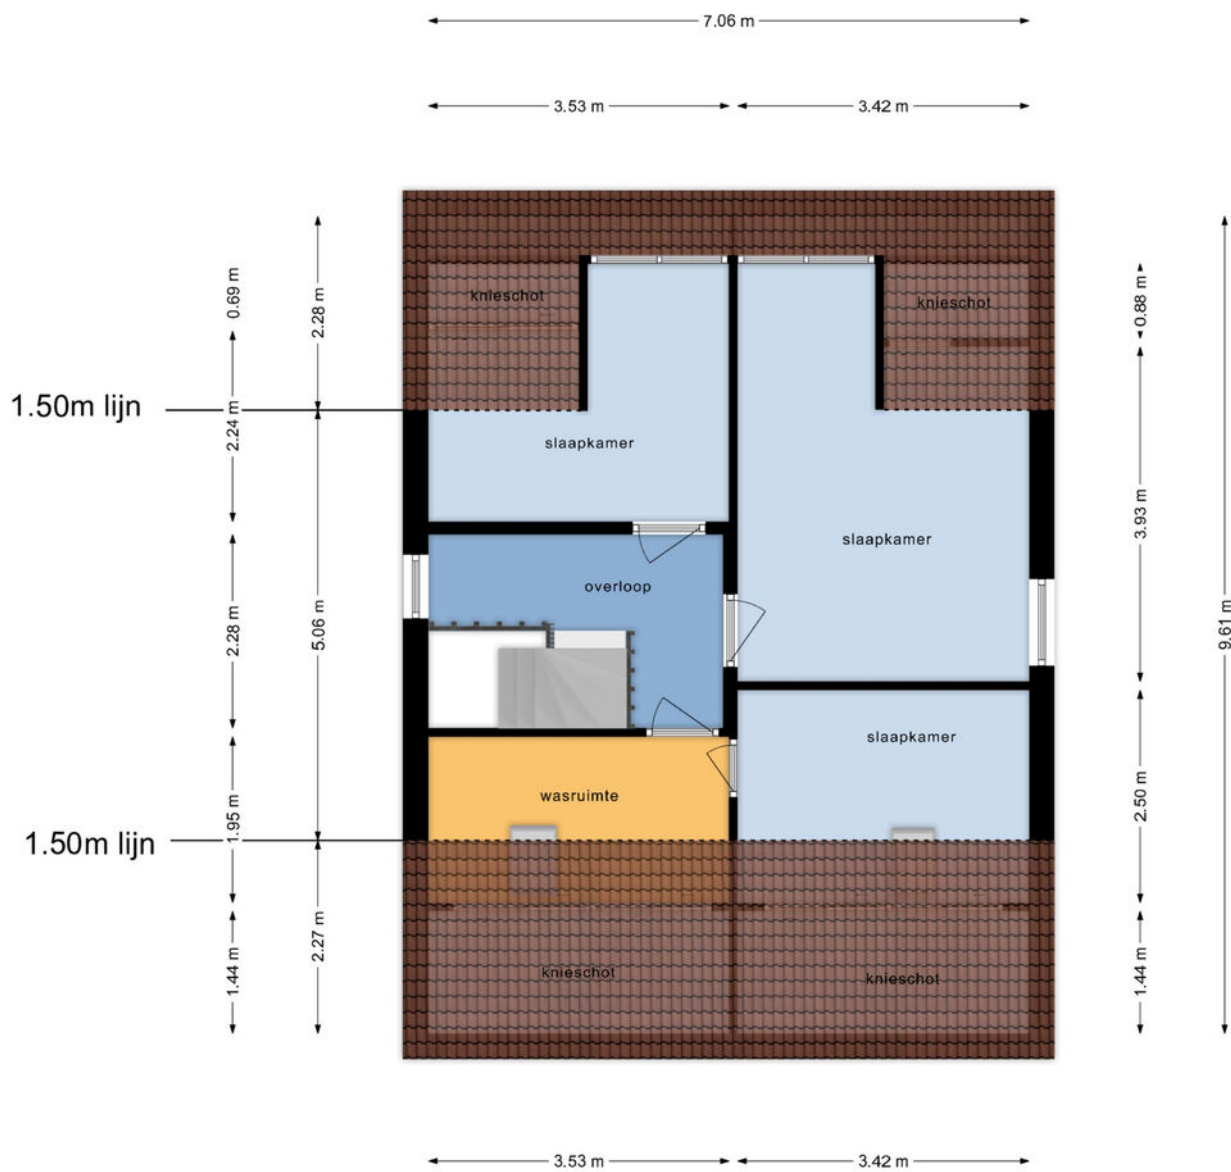 7.06 m
3.53 m
3.42 m
knieschot
knieschot
0.69 m
2.28 m
0.88 m
1.50m lijn
2.24 m
slaapkamer
slaapkamer
3.93 m
overloop
2.28 m
5.06 m
9.61 m
slaapkamer
wasruimte
1.95 m
2.50 m
1.50m lijn
2.27 m
1.44 m
1.44 m
knieschot
knieschot
3.53 m
3.42 m